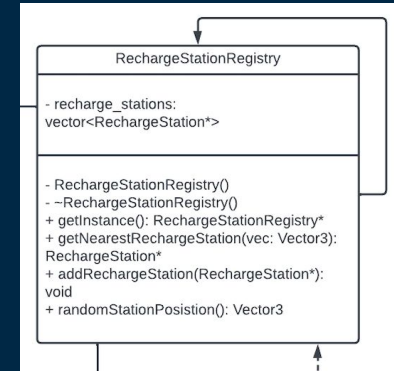 RechargeStationRegistry
- recharge_stations:
vector<RechargeStation*>
- RechargeStationRegistry()
- ~RechargeStationRegistry()
+ getInstance(): RechargeStationRegistry*
+ getNearestRechargeStation(vec: Vector3):
RechargeStation*
+ addRechargeStation(RechargeStation*):
void
+ randomStationPosistion(): Vector3